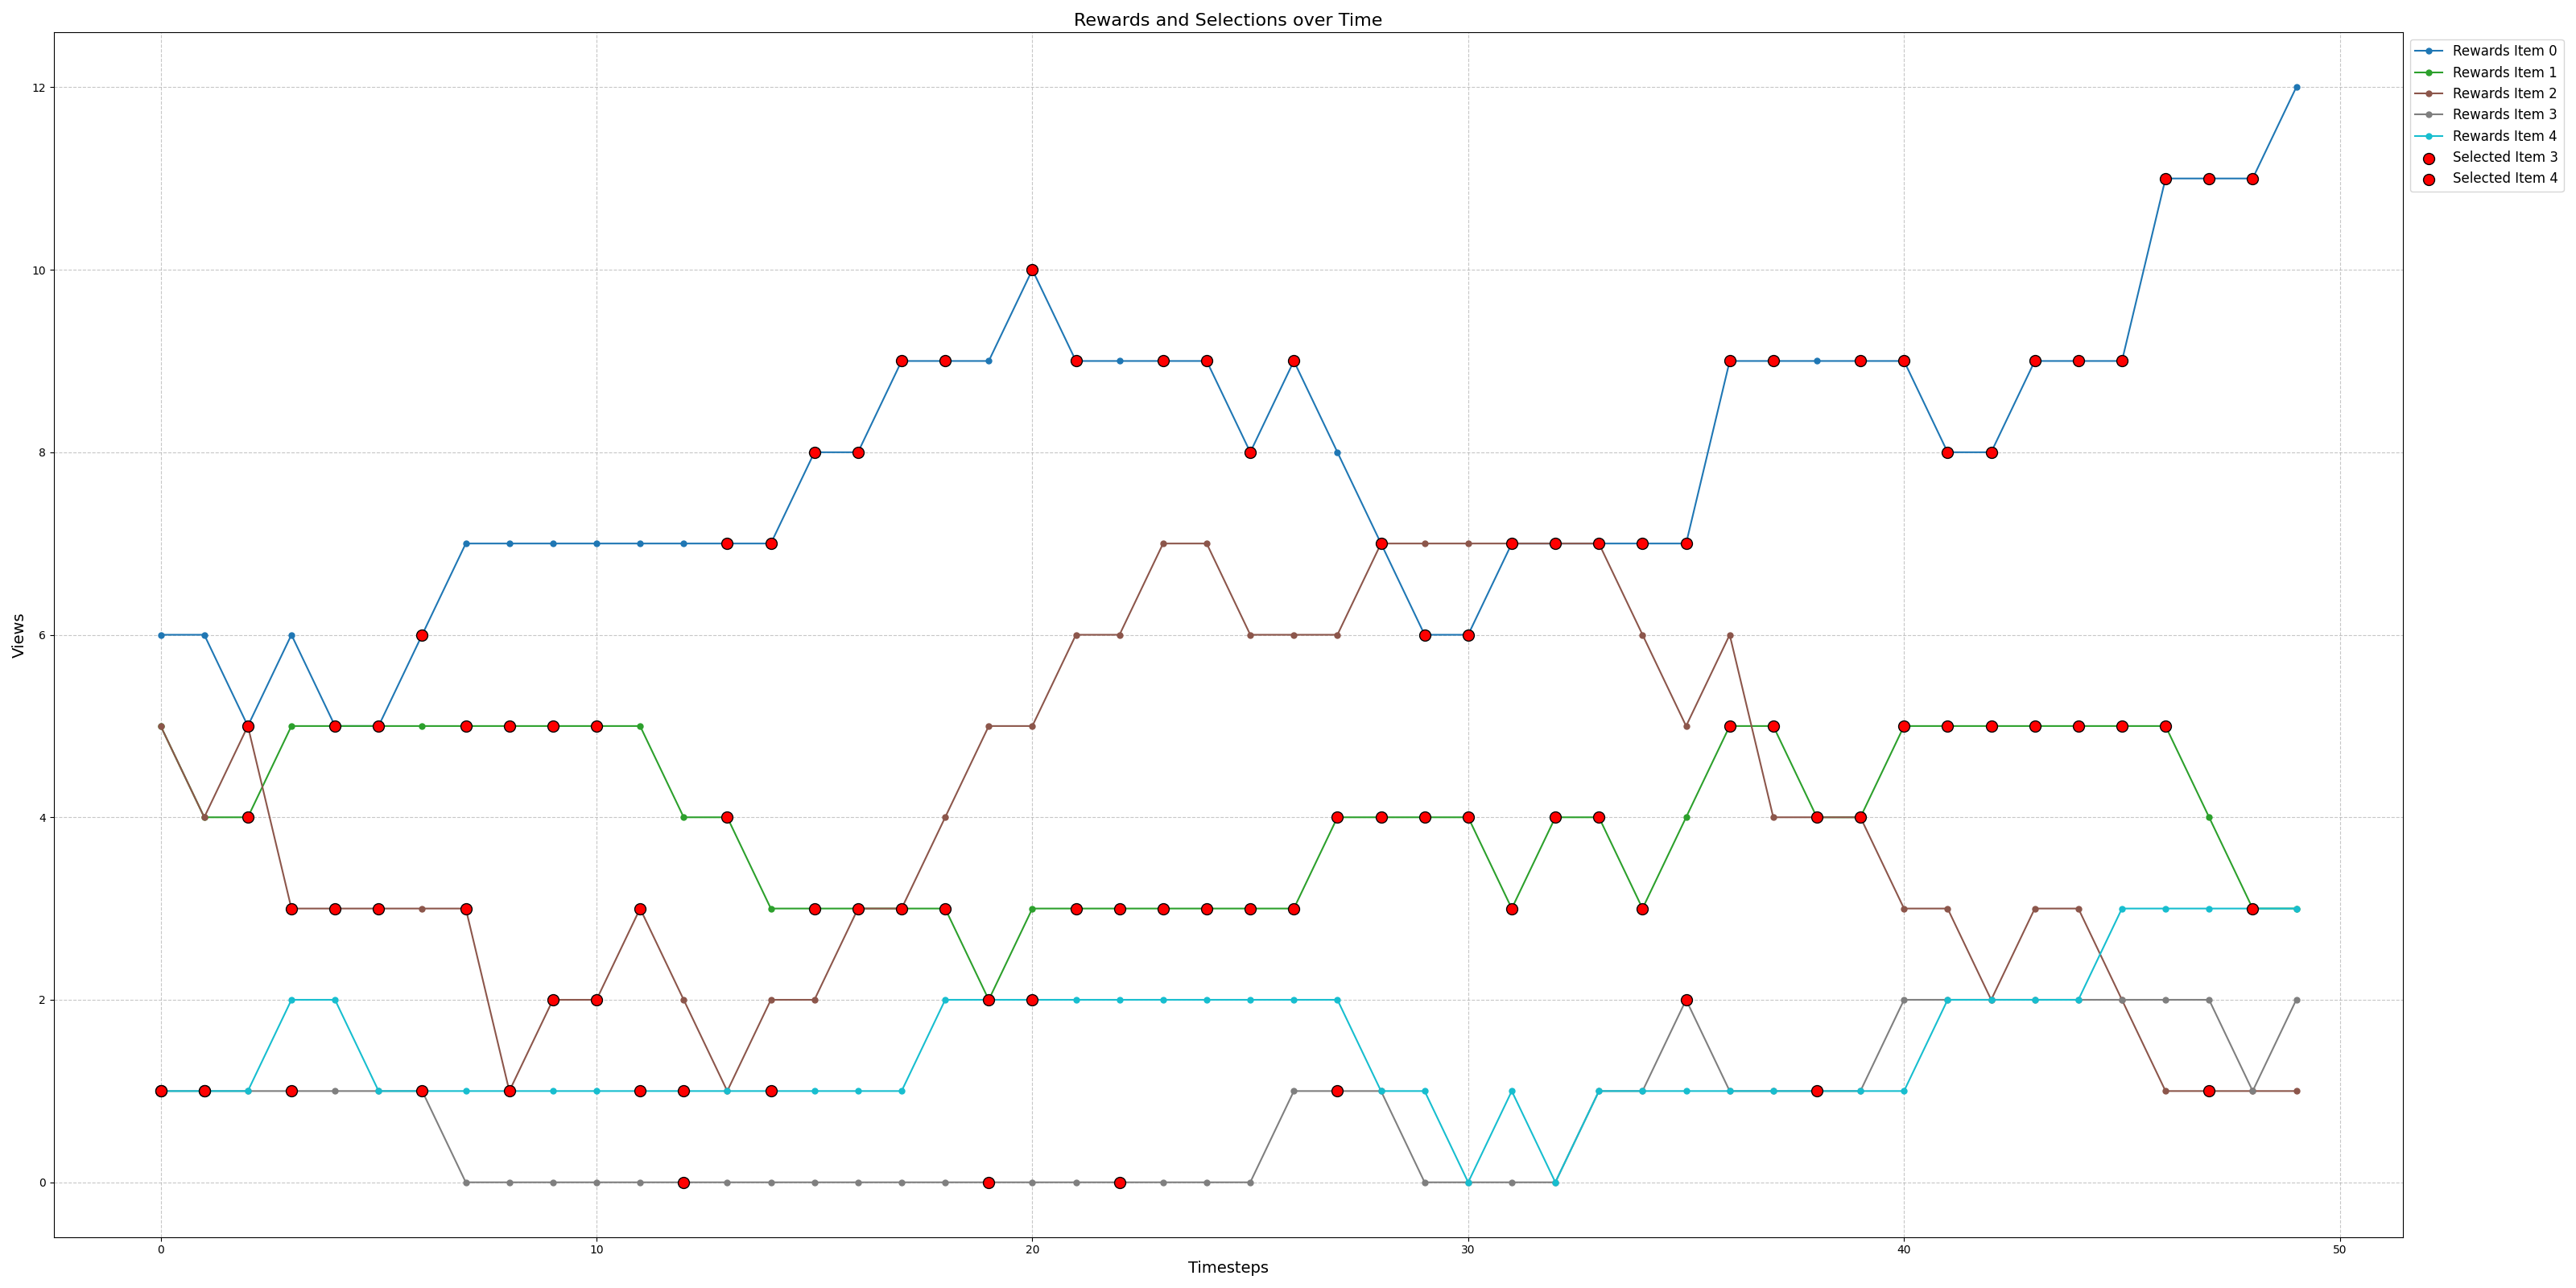 Rewards and Selections over Time
Rewards Item 0
Rewards Item 1
Rewards Item 2
Rewards Item 3
Rewards Item 4
Selected Item 3
Selected Item 4
Views
12
10
8
6
4
2
0
0 10 20 30 40 50
Timesteps